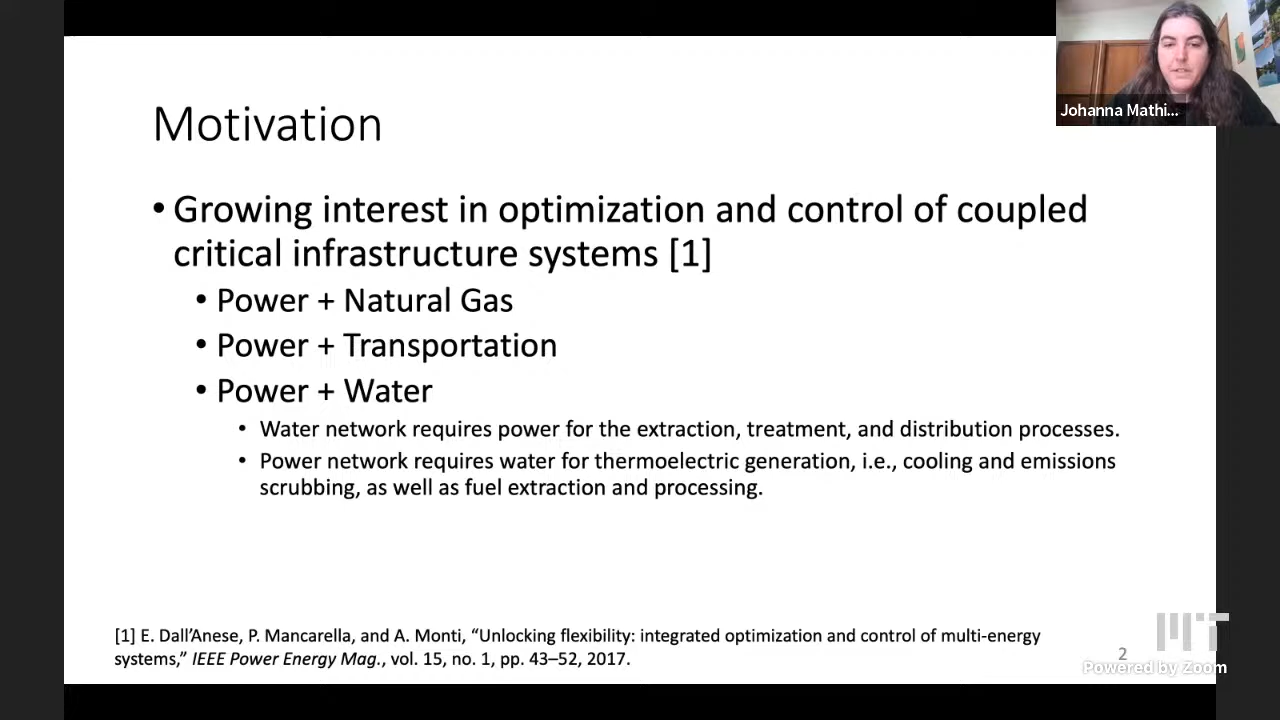 Johanna Mathi...
Motivation
• Growing interest in optimization and control of coupled
critical infrastructure systems [1]
• Power + Natural Gas
• Power + Transportation
• Power + Water
• Water network requires power for the extraction, treatment, and distribution processes.
• Power network requires water for thermoelectric generation, i.e., cooling and emissions
scrubbing, as well as fuel extraction and processing.
[1] E. Dall’Anese, P. Mancarella, and A. Monti, “Unlocking flexibility: integrated optimization and control of multi-energy
systems,” IEEE Power Energy Mag., vol. 15, no. 1, pp. 43–52, 2017.
2
MIT
Powered by Zoom